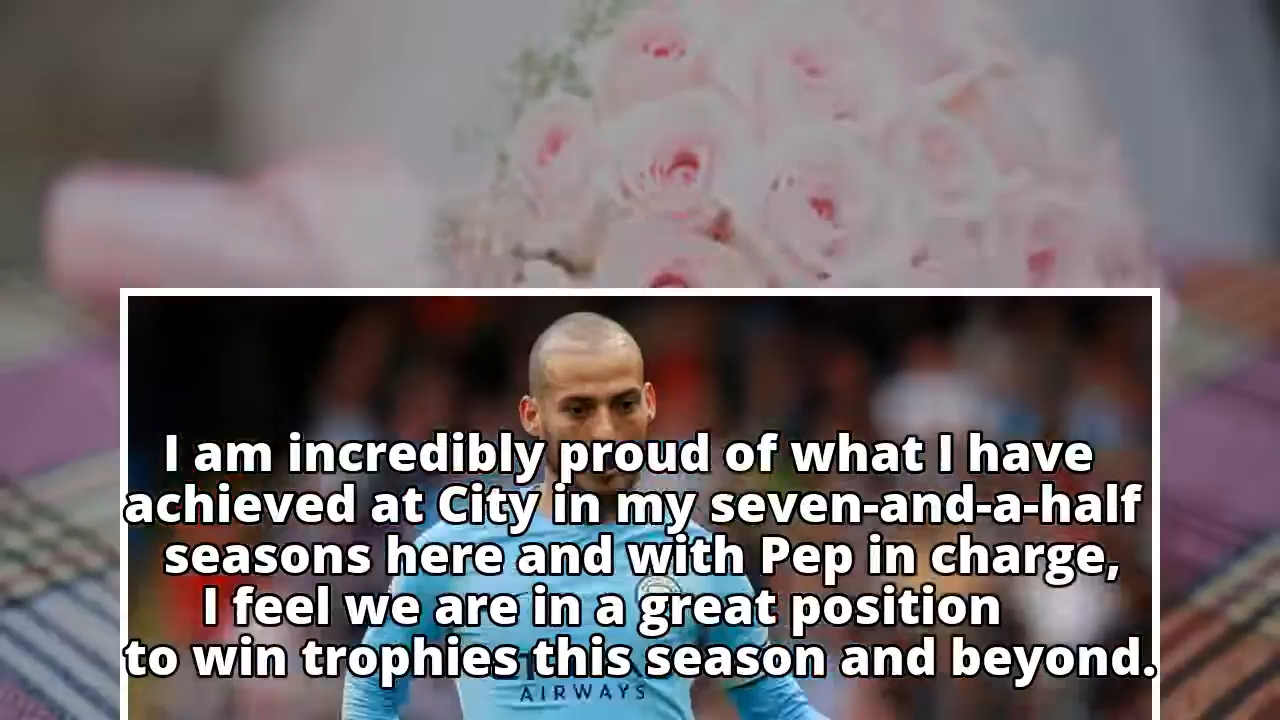 I am incredibly proud of what I have
achieved at City in my seven-and-a-half
seasons here and with Pep in charge,
I feel we are in a great position
to win trophies this season and beyond.
AIRWAYS